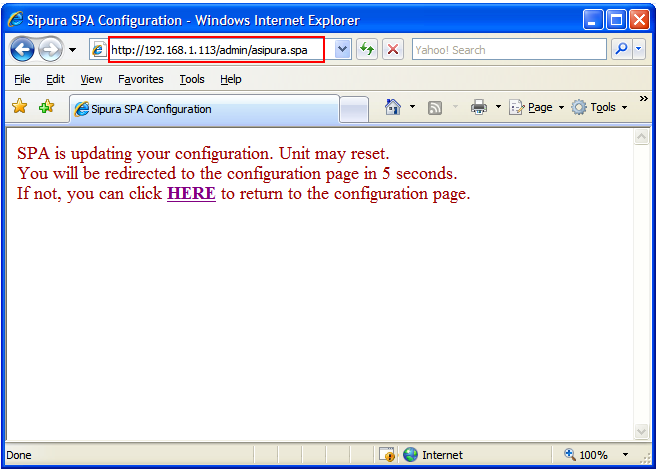 Sipura SPA Configuration - Windows Internet Explorer
http://192.168.1.113/admin/asipura.spa
Yahoo! Search
File Edit View Favorites Tools Help
Sipura SPA Configuration
Page Tools »
SPA is updating your configuration. Unit may reset.
You will be redirected to the configuration page in 5 seconds.
If not, you can click HERE to return to the configuration page.
Done Internet 100%